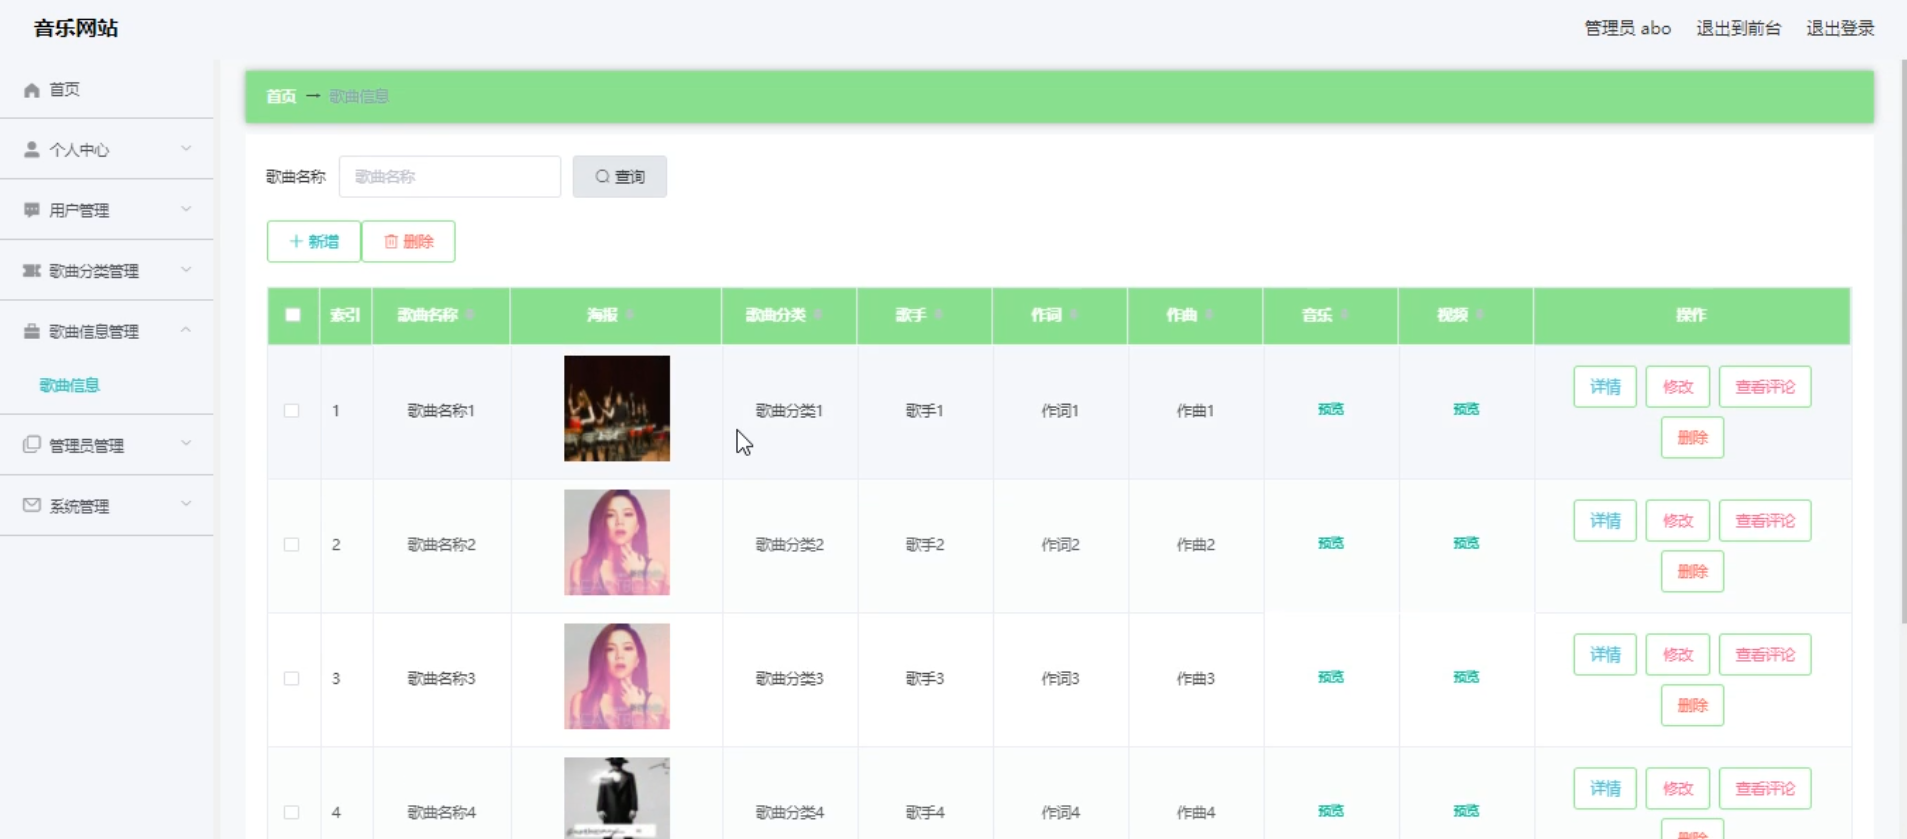 音乐网站
管理员 abo 退出到前台 退出登录
首页
个人中心
用户管理
歌曲分类管理
歌曲信息管理
歌曲信息
管理员管理
系统管理
首页 → 歌曲信息
歌曲名称 歌曲名称 查询
新增 删除
索引 歌曲名称 海报 歌曲分类 歌手 作词 作曲 音乐 视频 操作
1 歌曲名称1 歌曲分类1 歌手1 作词1 作曲1 预览 预览 详情 修改 查看评论
删除
2 歌曲名称2 歌曲分类2 歌手2 作词2 作曲2 预览 预览 详情 修改 查看评论
删除
3 歌曲名称3 歌曲分类3 歌手3 作词3 作曲3 预览 预览 详情 修改 查看评论
删除
4 歌曲名称4 歌曲分类4 歌手4 作词4 作曲4 预览 预览 详情 修改 查看评论
删除